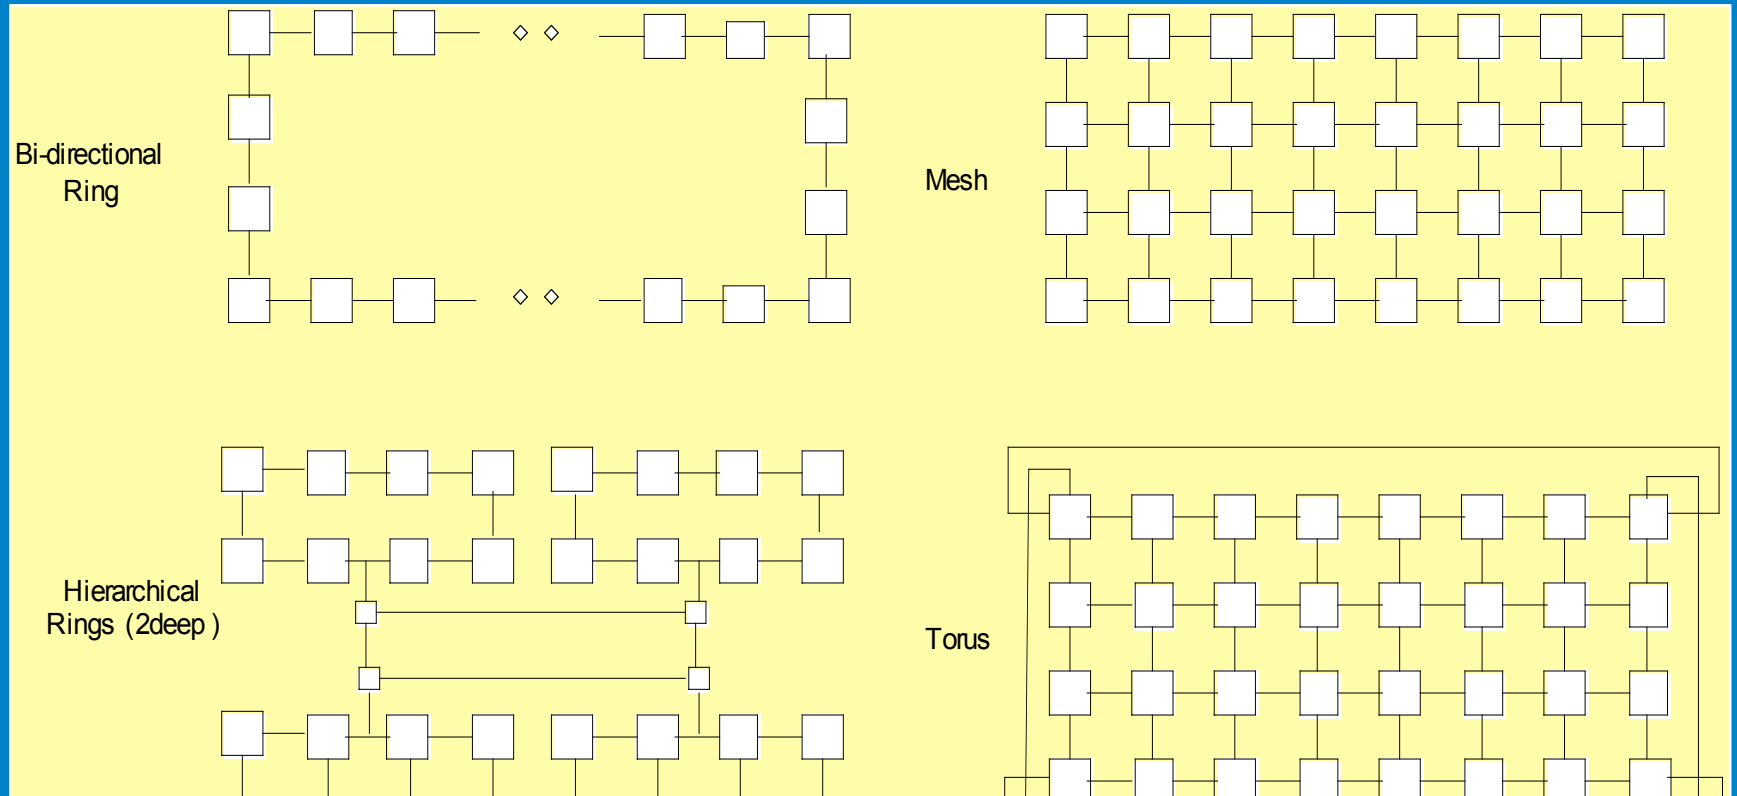 Bi-directional
Ring
Mesh
Hierarchical
Rings (2deep )
Torus